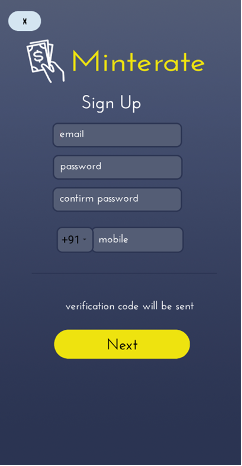 x
Minterate
Sign Up
email
password
confirm password
+91 mobile
verification code will be sent
Next